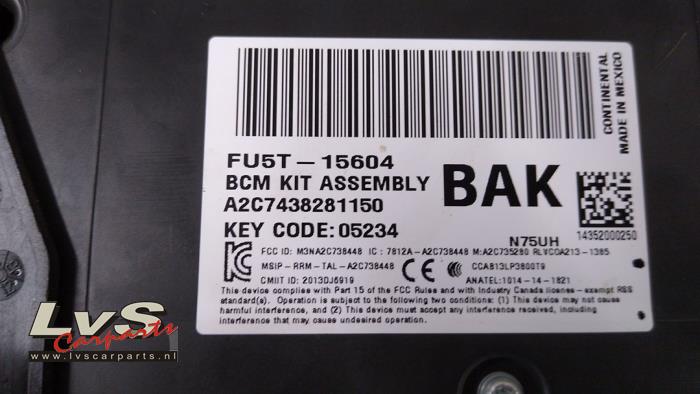 CONTINENTAL
MADE IN MEXICO
FU5T-15604
BCM KIT ASSEMBLY
BAK
A2C7438281150
KEY CODE: 05234
N75UH
14352000250
FCC ID: M3NA2C738448 IC: 7812A-A2C738448 M:A2C735280 RLVCOA213-1385
MSIP-RRM-TAL-A2C738448 CCAB13LP3800T9
CMIIT ID: 2013DJ6919 ANATEL:1014-14-1821
This device complies with Part 15 of the FCC Rules and with Industry Canada licenses - exempt RSS
standard(s). Operation is subject to the following two conditions: (1) This device may not cause
harmful interference, and (2) This device must accept any interference received, including
interference that may cause undesired operation.
LvS
Carparts
www.lvscarparts.nl